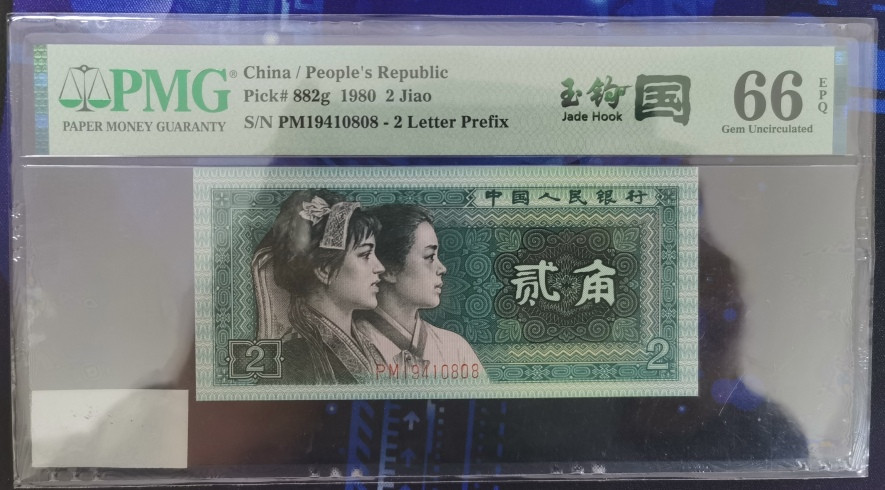 PMG®
PAPER MONEY GUARANTY
China / People's Republic
Pick# 882g 1980 2 Jiao
S/N PM19410808 - 2 Letter Prefix
玉钩国
Jade Hook
66
EPQ
Gem Uncirculated
中国人民银行
贰角
2
2
PM19410808